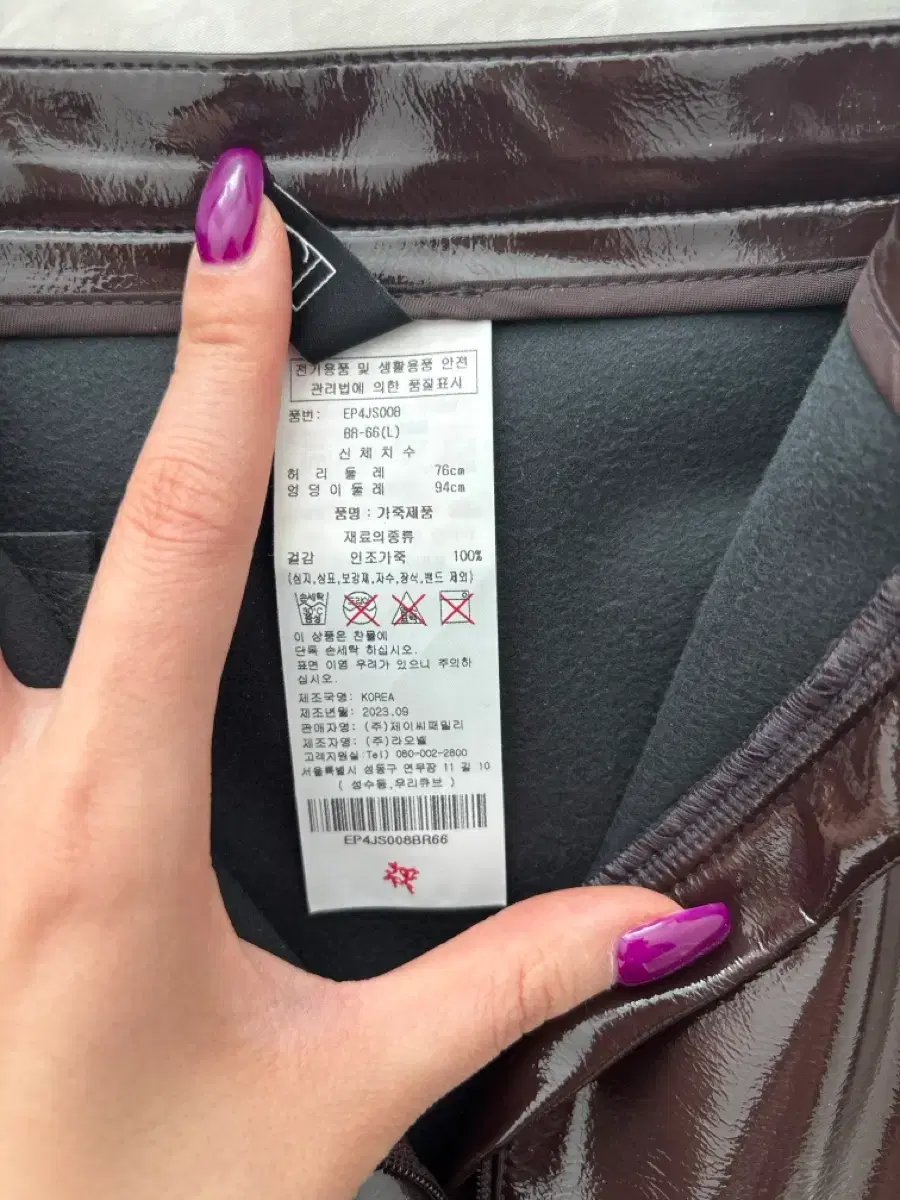 전기용품 및 생활용품 안전
관리법에 의한 품질표시
품번: EP4JS008
BR-66(L)
신체치수
허리둘레 76cm
엉덩이둘레 94cm
품명 : 가죽제품
재료의종류
겉감 인조가죽 100%
(심지,상표,보강재,자수,장식,밴드 제외)
손세탁
이 상품은 찬물에
단독 손세탁 하십시오.
표면 이염 우려가 있으니 주의하
십시오.
제조국명: KOREA
제조년월: 2023.09
판매자명: (주)제이씨패밀리
제조자명: (주)라오벨
고객지원실:Tel) 080-002-2800
서울특별시 성동구 연무장 11 길 10
( 성수동,우리큐브 )
EP4JS008BR66